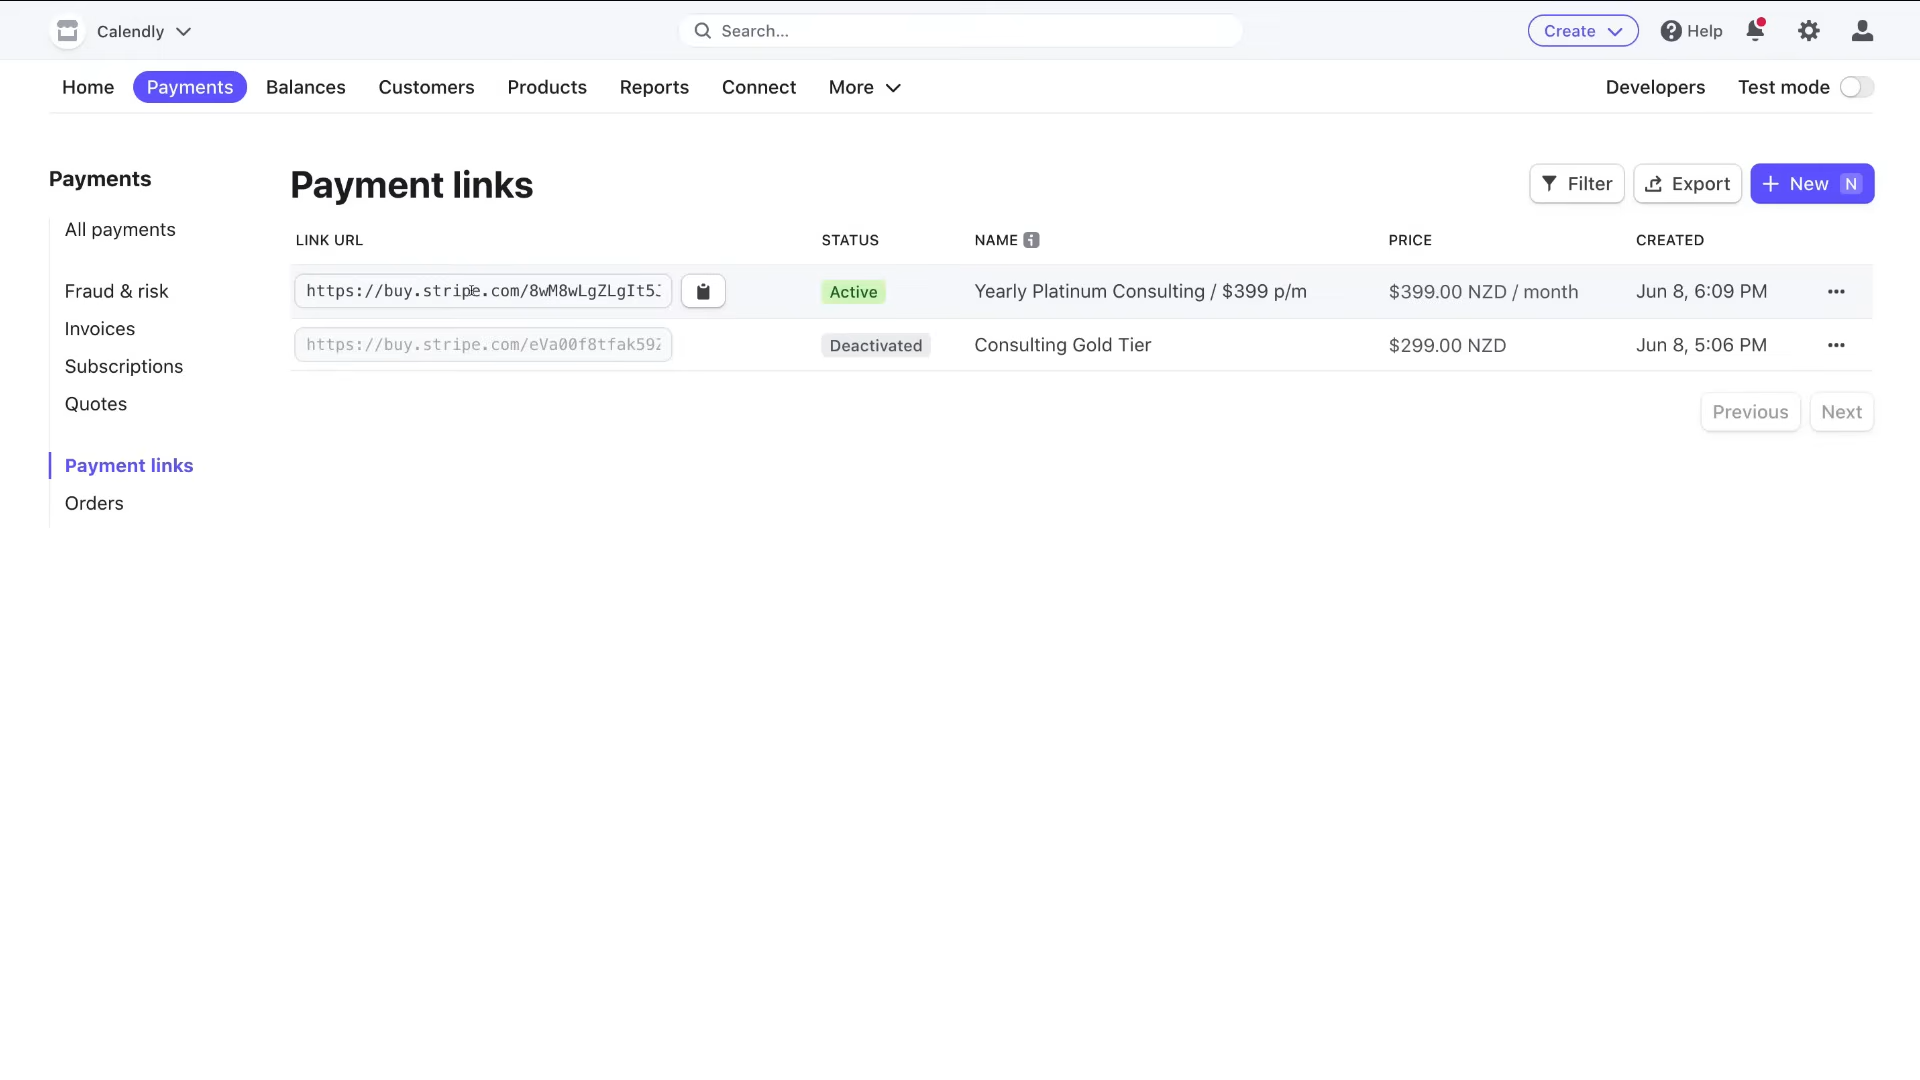 Calendly
Search...
Create
Help
Home
Payments
Balances
Customers
Products
Reports
Connect
More
Developers
Test mode
Payments
All payments
Fraud & risk
Invoices
Subscriptions
Quotes
Payment links
Orders
Payment links
Filter
Export
New N
LINK URL
STATUS
NAME
PRICE
CREATED
https://buy.stripe.com/8wM8wLgZLgIt5J
Active
Yearly Platinum Consulting / $399 p/m
$399.00 NZD / month
Jun 8, 6:09 PM
https://buy.stripe.com/eVa00f8tfak59Z
Deactivated
Consulting Gold Tier
$299.00 NZD
Jun 8, 5:06 PM
Previous
Next